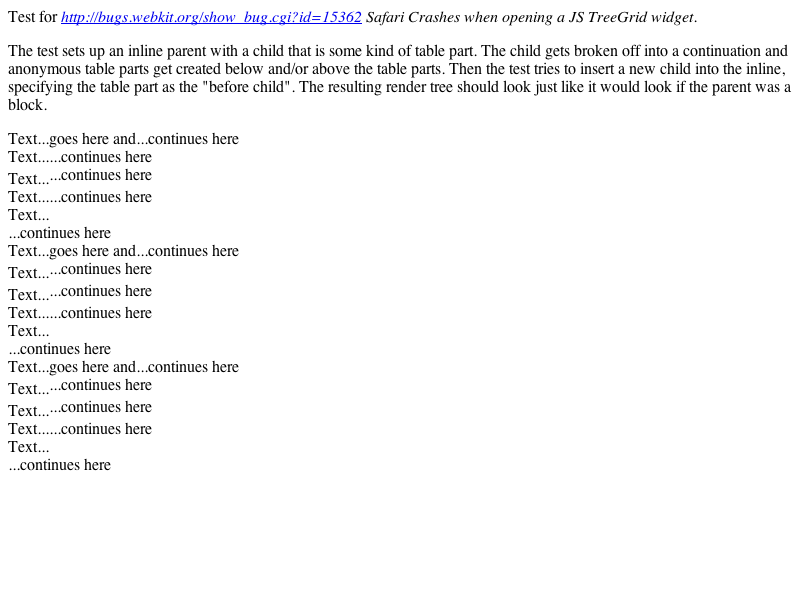 Test for http://bugs.webkit.org/show_bug.cgi?id=15362 Safari Crashes when opening a JS TreeGrid widget.
The test sets up an inline parent with a child that is some kind of table part. The child gets broken off into a continuation and
anonymous table parts get created below and/or above the table parts. Then the test tries to insert a new child into the inline,
specifying the table part as the "before child". The resulting render tree should look just like it would look if the parent was a
block.
Text...goes here and...continues here
Text......continues here
Text......continues here
Text......continues here
Text...
...continues here
Text...goes here and...continues here
Text......continues here
Text......continues here
Text......continues here
Text...
...continues here
Text...goes here and...continues here
Text......continues here
Text......continues here
Text......continues here
Text...
...continues here